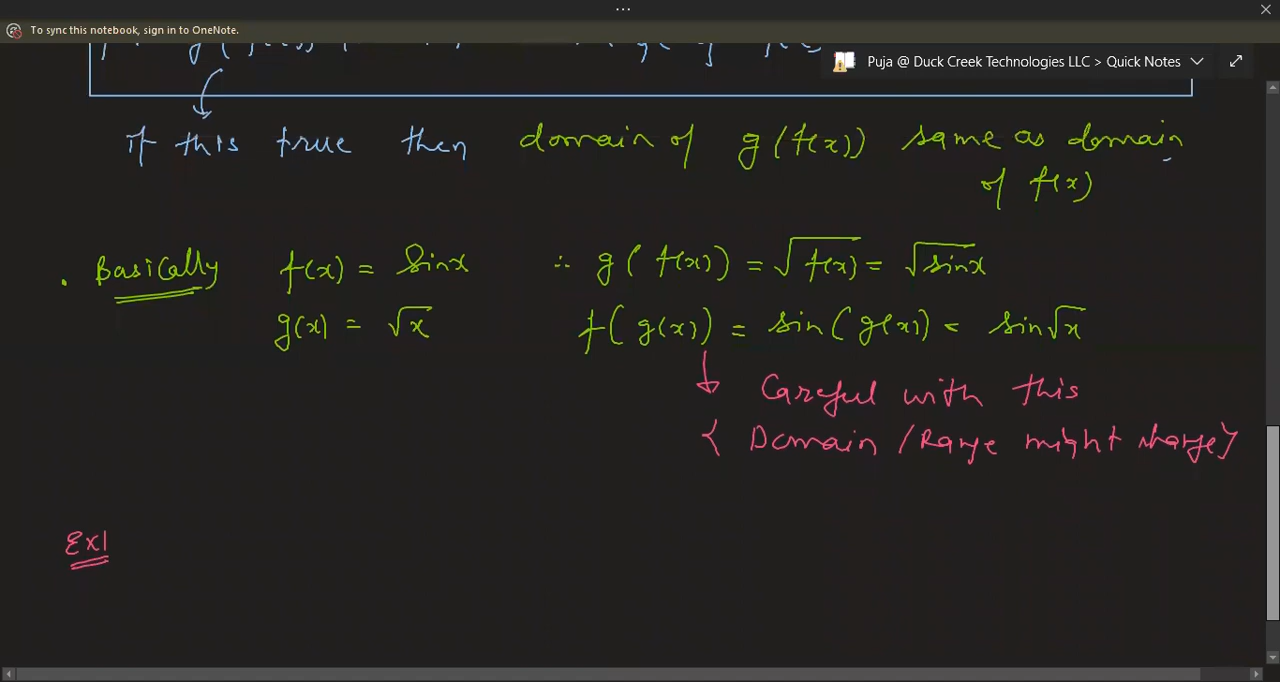 To sync this notebook, sign in to OneNote.
Puja @ Duck Creek Technologies LLC > Quick Notes
if this true then domain of g(f(x)) same as domain
of f(x)
. Basically f(x) = sinx ∴ g(f(x)) = √f(x) = √sinx
g(x) = √x f(g(x)) = sin(g(x)) = sin√x
↓ Careful with this
{ Domain / Range might change }
Ex1